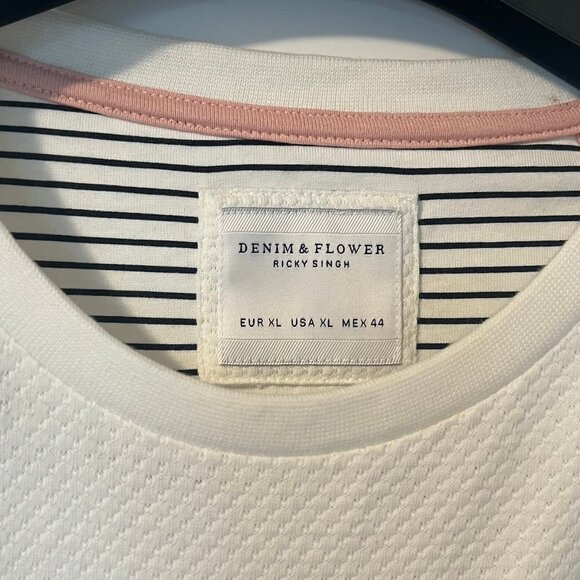 DENIM & FLOWER
RICKY SINGH
EUR XL USA XL MEX 44